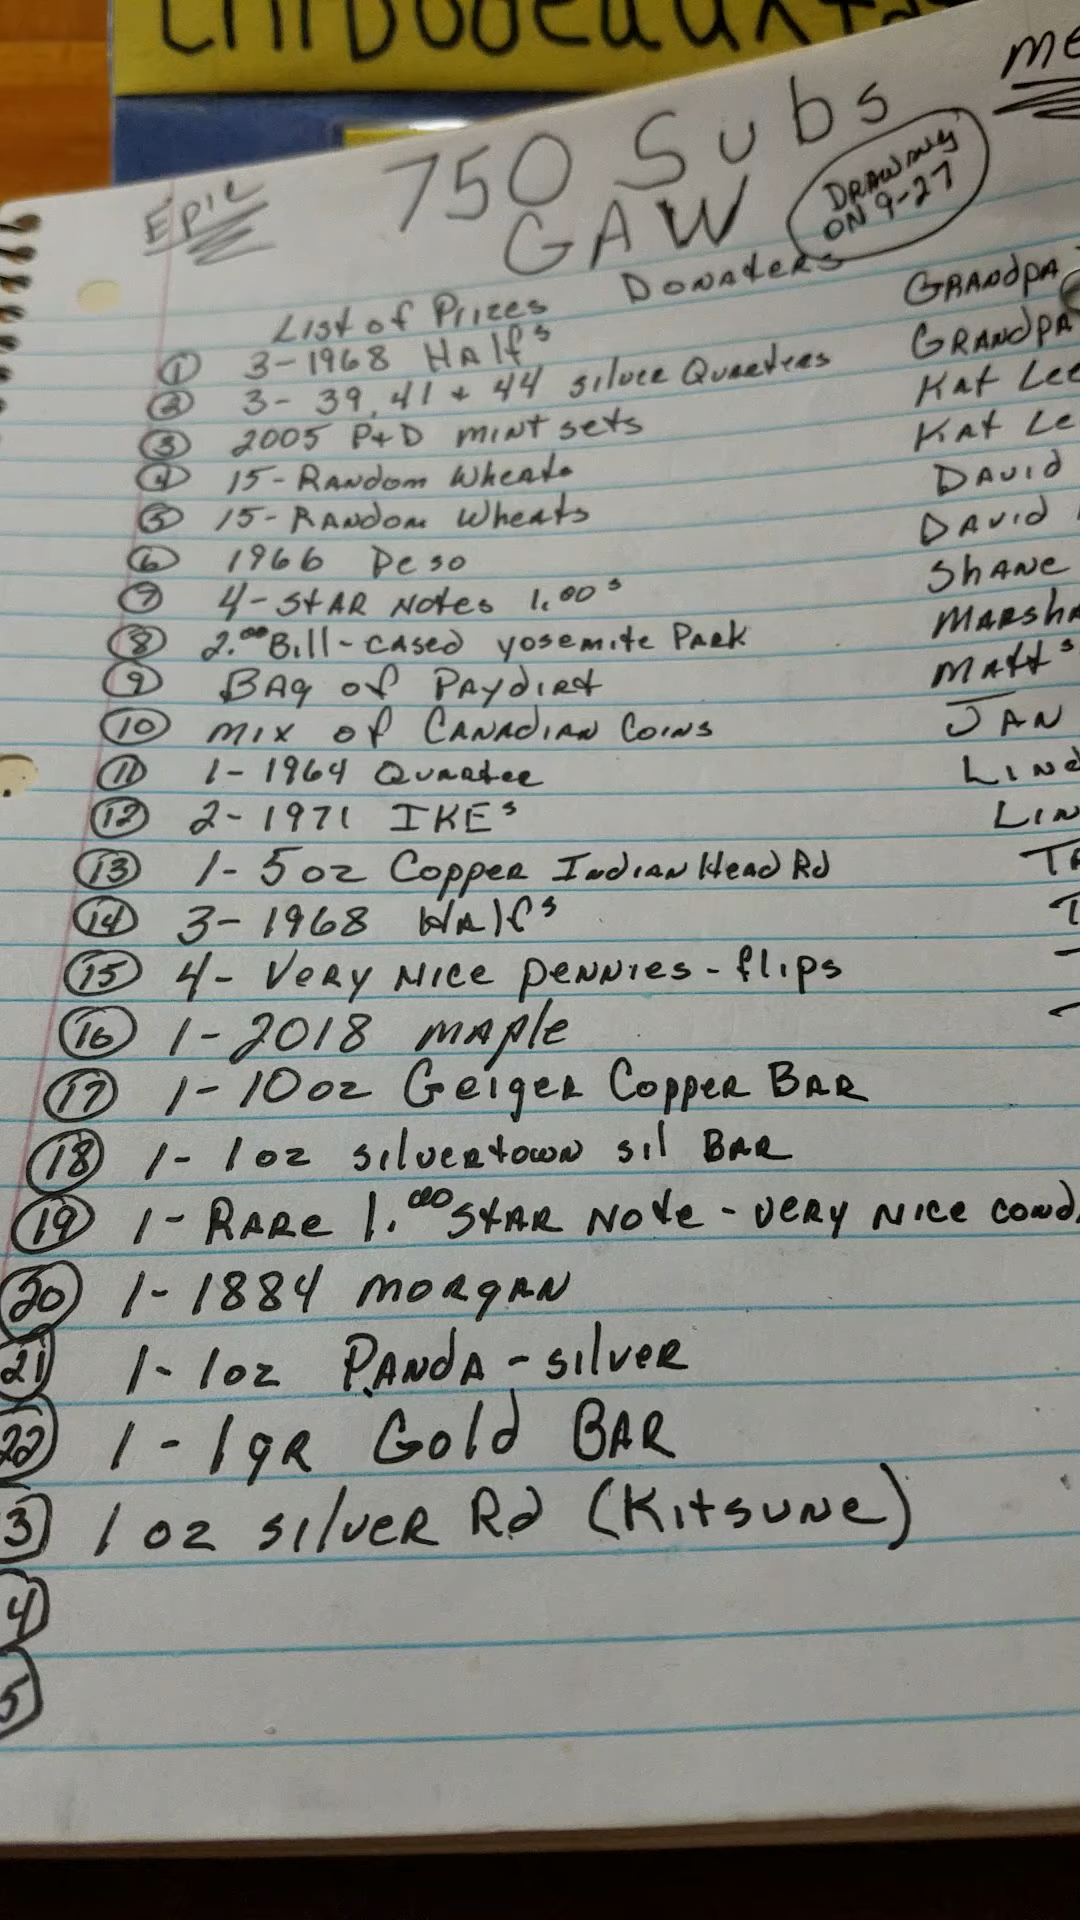 EPIC 750 Subs
GAW
DRAWING
ON 9-27
List of Prizes Donaters
1 3-1968 Halfs GRANDPA
2 3- 39, 41 + 44 silver Quarters GRANDPA
3 2005 P+D mint sets Kat Lee
4 15-Random Wheats Kat Le
5 15-Random Wheats David
6 1966 Peso David
7 4-STAR Notes 1.00s Shane
8 2.00 Bill-cased yosemite Park MARSHA
9 BAg of PAydirt MATTs
10 mix of CANADIAN Coins JAN
11 1-1964 Quarter
12 2-1971 IKEs
13 1-5oz Copper Indian Head Rd
14 3-1968 HAlfs
15 4- Very Nice pennies-flips
16 1-2018 maple
17 1-10oz Geiger Copper BAR
18 1-1oz silvertown sil BAR
19 1-RARe 1.00 STAR Note-very nice cond.
20 1-1884 morgan
21 1-1oz PANdA-silver
22 1-1gR Gold BAR
3 1oz silver Rd (Kitsune)
4
5